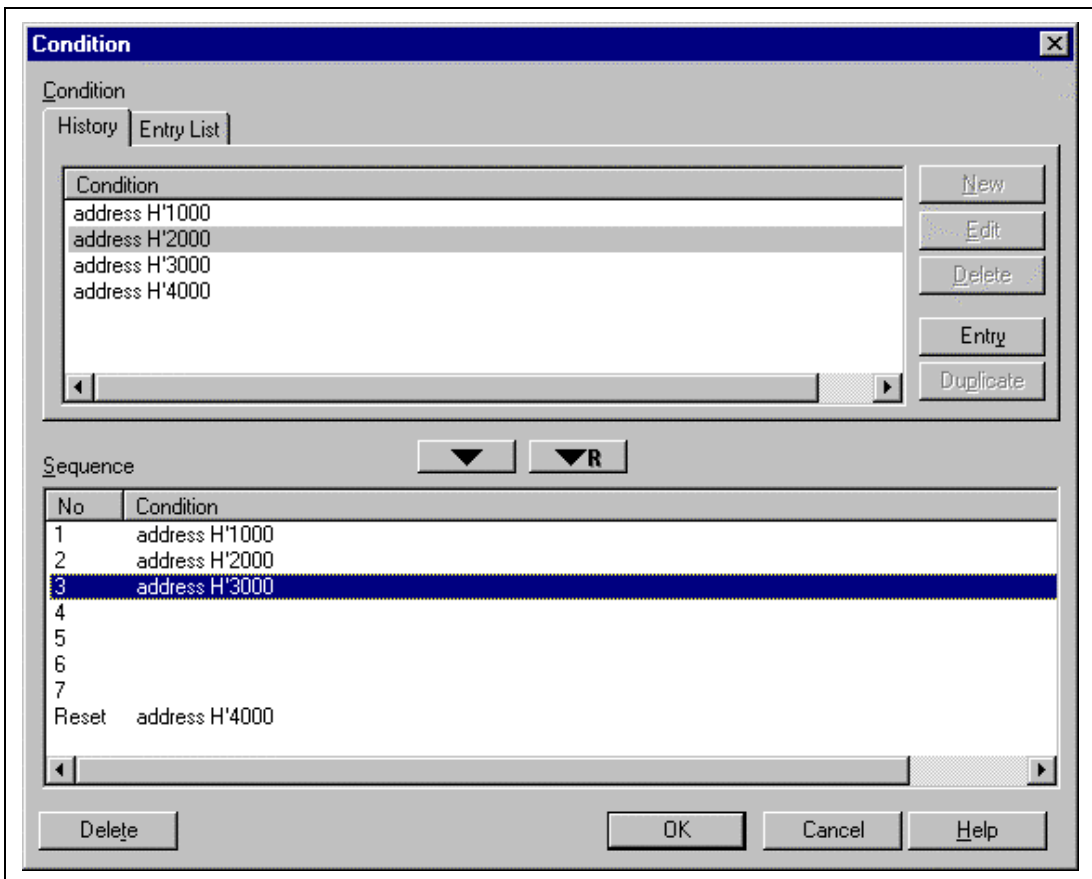 Condition
Condition
History Entry List
Condition
address H'1000
address H'2000
address H'3000
address H'4000
New
Edit
Delete
Entry
Duplicate
Sequence
R
No Condition
1 address H'1000
2 address H'2000
3 address H'3000
4
5
6
7
Reset address H'4000
Delete OK Cancel Help